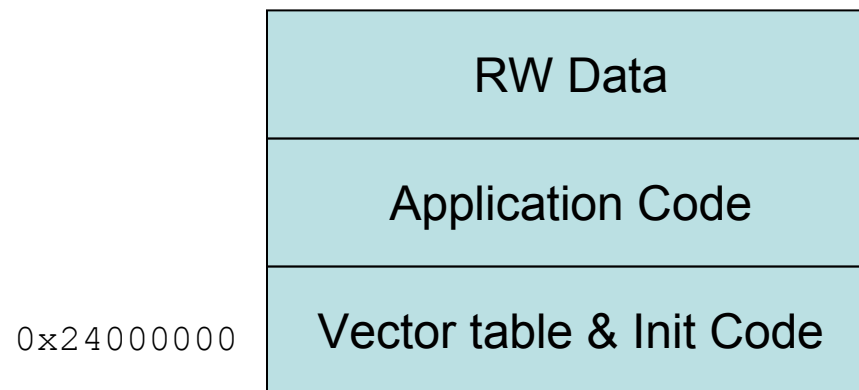 RW Data
Application Code
0x24000000 Vector table & Init Code